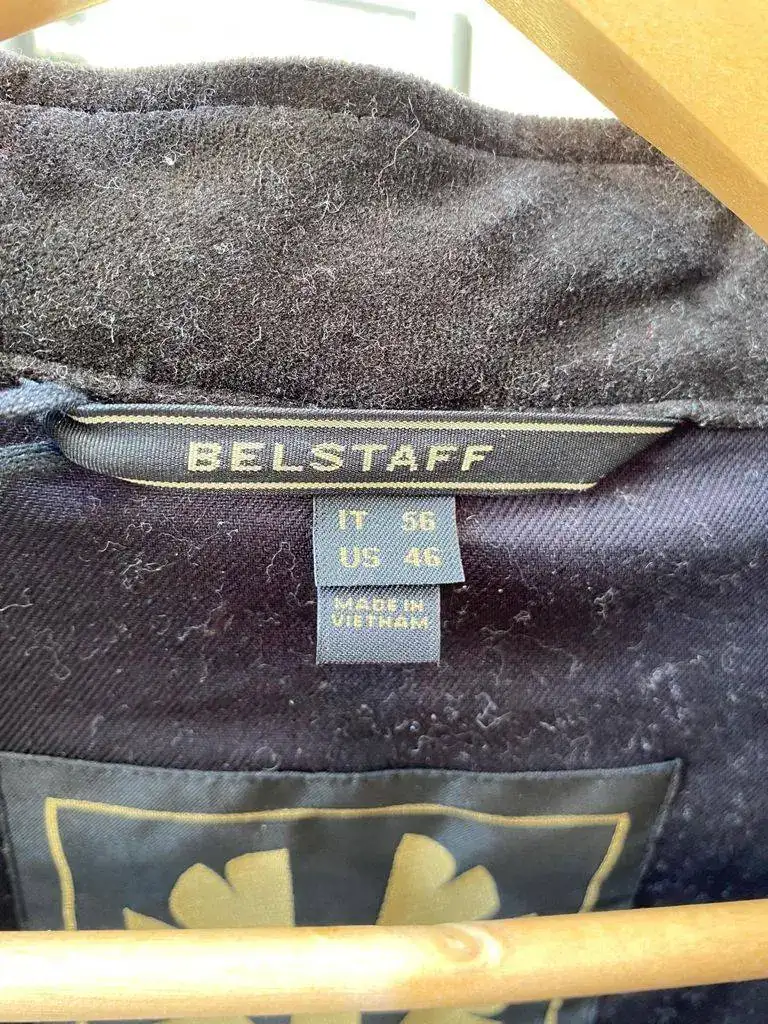 BELSTAFF
IT 56
US 46
MADE IN
VIETNAM